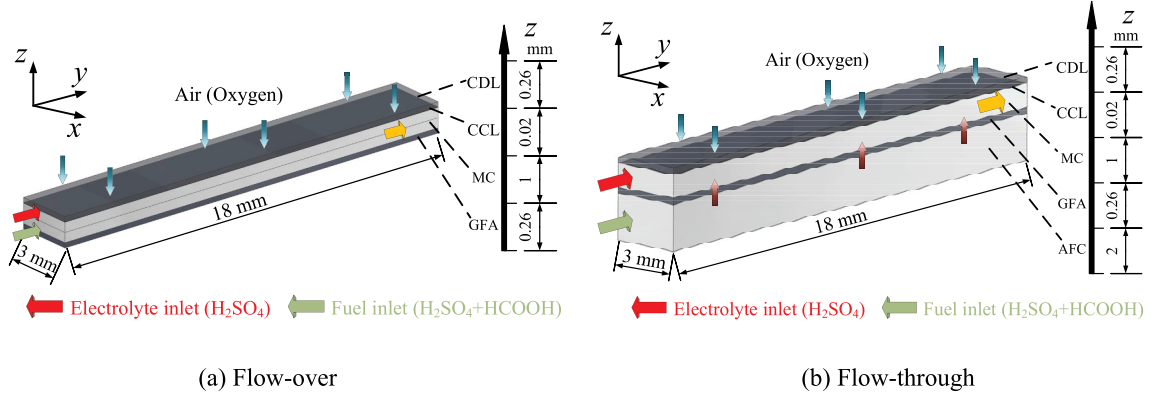 z
y
x
Air (Oxygen)
z
mm
CDL
0.26
CCL
0.02
MC
1
GFA
0.26
18 mm
3 mm
Electrolyte inlet (H₂SO₄)
Fuel inlet (H₂SO₄+HCOOH)
(a) Flow-over
z
y
x
Air (Oxygen)
z
mm
CDL
0.26
CCL
0.02
MC
1
GFA
0.26
AFC
2
18 mm
3 mm
Electrolyte inlet (H₂SO₄)
Fuel inlet (H₂SO₄+HCOOH)
(b) Flow-through